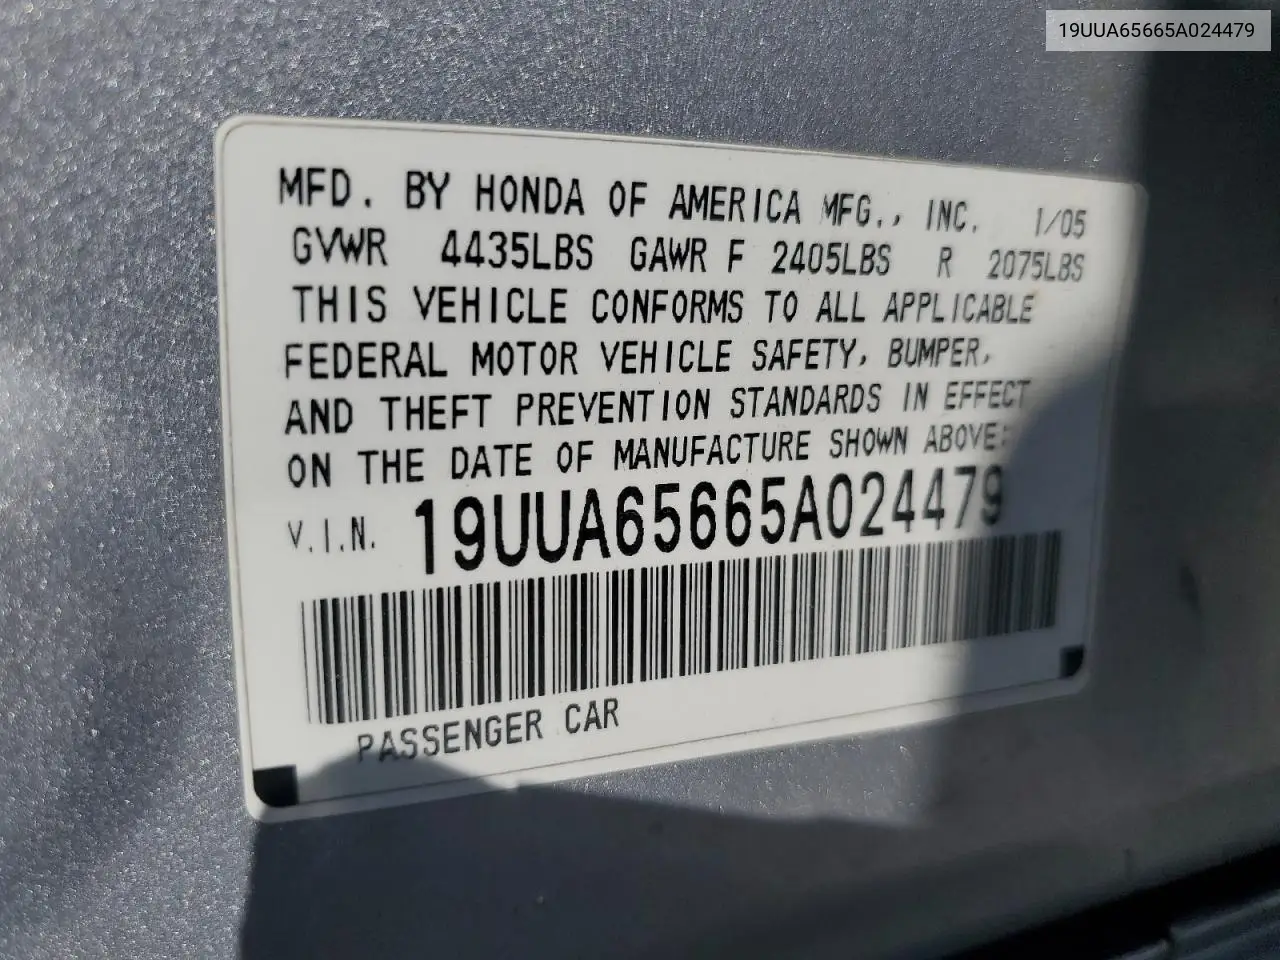 19UUA65665A024479
MFD. BY HONDA OF AMERICA MFG., INC. 1/05
GVWR 4435LBS GAWR F 2405LBS R 2075LBS
THIS VEHICLE CONFORMS TO ALL APPLICABLE
FEDERAL MOTOR VEHICLE SAFETY, BUMPER,
AND THEFT PREVENTION STANDARDS IN EFFECT
ON THE DATE OF MANUFACTURE SHOWN ABOVE:
V.I.N. 19UUA65665A024479
PASSENGER CAR